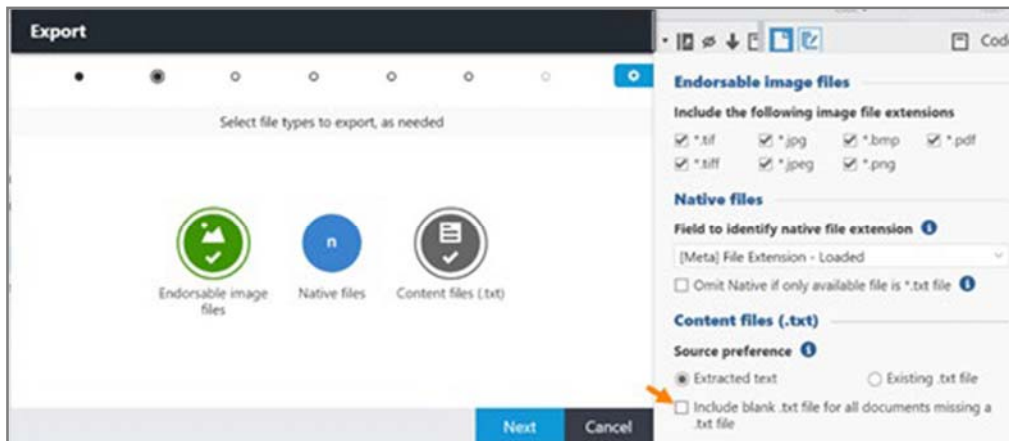 Export
Select file types to export, as needed
n
Endorsable image
files
Native files
Content files (.txt)
Next
Cancel
Endorsable image files
Include the following image file extensions
*.tif *.jpg *.bmp *.pdf
*.tiff *.jpeg *.png
Native files
Field to identify native file extension
[Meta] File Extension - Loaded
Omit Native if only available file is *.txt file
Content files (.txt)
Source preference
Extracted text Existing .txt file
Include blank .txt file for all documents missing a
.txt file